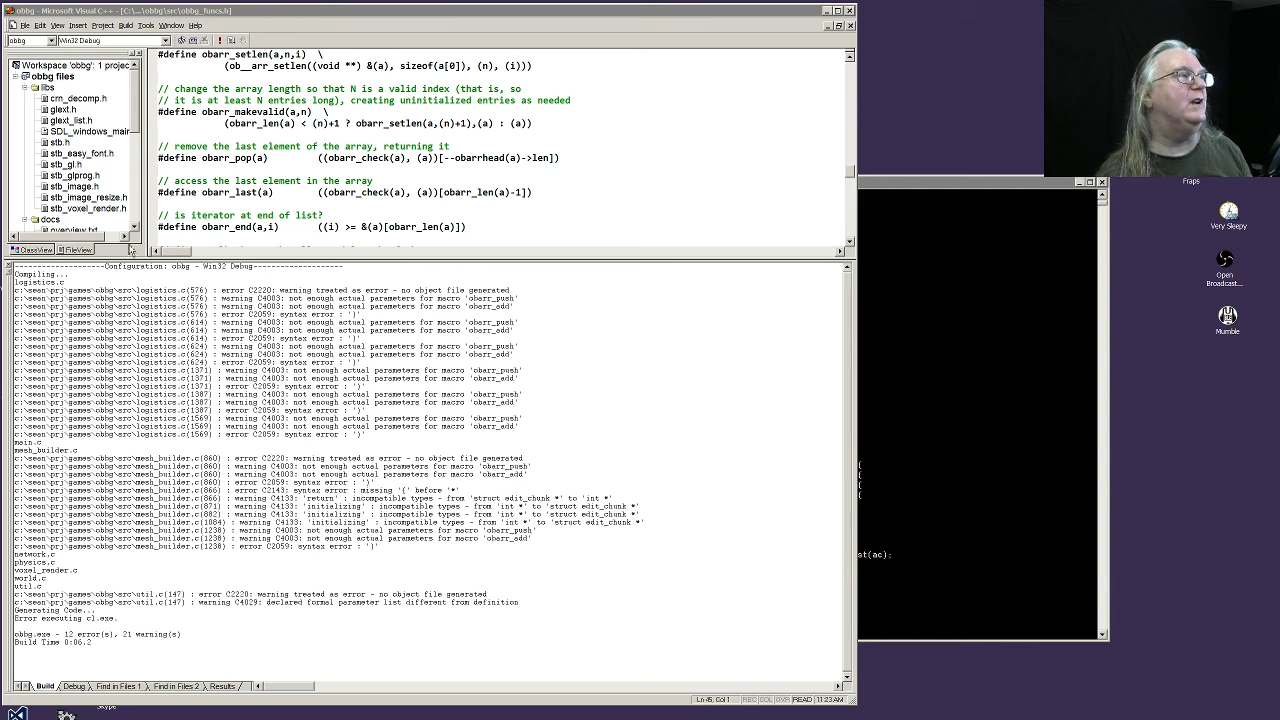 obbg - Microsoft Visual C++ - [C:\...\obbg\src\obbg_funcs.h]
File Edit View Insert Project Build Tools Window Help
obbg Win32 Debug
Workspace 'obbg': 1 projec
obbg files
libs
crn_decomp.h
glext.h
glext_list.h
SDL_windows_mair
stb.h
stb_easy_font.h
stb_gl.h
stb_glprog.h
stb_image.h
stb_image_resize.h
stb_voxel_render.h
docs
overview.txt
ClassView FileView
#define obarr_setlen(a,n,i) \
(ob__arr_setlen((void **) &(a), sizeof(a[0]), (n), (i)))
// change the array length so that N is a valid index (that is, so
// it is at least N entries long), creating uninitialized entries as needed
#define obarr_makevalid(a,n) \
(obarr_len(a) < (n)+1 ? obarr_setlen(a,(n)+1),(a) : (a))
// remove the last element of the array, returning it
#define obarr_pop(a) ((obarr_check(a), (a))[--obarrhead(a)->len])
// access the last element in the array
#define obarr_last(a) ((obarr_check(a), (a))[obarr_len(a)-1])
// is iterator at end of list?
#define obarr_end(a,i) ((i) >= &(a)[obarr_len(a)])
--------------------Configuration: obbg - Win32 Debug--------------------
Compiling...
logistics.c
c:\sean\prj\games\obbg\src\logistics.c(576) : error C2220: warning treated as error - no object file generated
c:\sean\prj\games\obbg\src\logistics.c(576) : warning C4003: not enough actual parameters for macro 'obarr_push'
c:\sean\prj\games\obbg\src\logistics.c(576) : warning C4003: not enough actual parameters for macro 'obarr_add'
c:\sean\prj\games\obbg\src\logistics.c(576) : error C2059: syntax error : ')'
c:\sean\prj\games\obbg\src\logistics.c(614) : warning C4003: not enough actual parameters for macro 'obarr_push'
c:\sean\prj\games\obbg\src\logistics.c(614) : warning C4003: not enough actual parameters for macro 'obarr_add'
c:\sean\prj\games\obbg\src\logistics.c(614) : error C2059: syntax error : ')'
c:\sean\prj\games\obbg\src\logistics.c(624) : warning C4003: not enough actual parameters for macro 'obarr_push'
c:\sean\prj\games\obbg\src\logistics.c(624) : warning C4003: not enough actual parameters for macro 'obarr_add'
c:\sean\prj\games\obbg\src\logistics.c(624) : error C2059: syntax error : ')'
c:\sean\prj\games\obbg\src\logistics.c(1371) : warning C4003: not enough actual parameters for macro 'obarr_push'
c:\sean\prj\games\obbg\src\logistics.c(1371) : warning C4003: not enough actual parameters for macro 'obarr_add'
c:\sean\prj\games\obbg\src\logistics.c(1371) : error C2059: syntax error : ')'
c:\sean\prj\games\obbg\src\logistics.c(1387) : warning C4003: not enough actual parameters for macro 'obarr_push'
c:\sean\prj\games\obbg\src\logistics.c(1387) : warning C4003: not enough actual parameters for macro 'obarr_add'
c:\sean\prj\games\obbg\src\logistics.c(1387) : error C2059: syntax error : ')'
c:\sean\prj\games\obbg\src\logistics.c(1569) : warning C4003: not enough actual parameters for macro 'obarr_push'
c:\sean\prj\games\obbg\src\logistics.c(1569) : warning C4003: not enough actual parameters for macro 'obarr_add'
c:\sean\prj\games\obbg\src\logistics.c(1569) : error C2059: syntax error : ')'
main.c
mesh_builder.c
c:\sean\prj\games\obbg\src\mesh_builder.c(860) : error C2220: warning treated as error - no object file generated
c:\sean\prj\games\obbg\src\mesh_builder.c(860) : warning C4003: not enough actual parameters for macro 'obarr_push'
c:\sean\prj\games\obbg\src\mesh_builder.c(860) : warning C4003: not enough actual parameters for macro 'obarr_add'
c:\sean\prj\games\obbg\src\mesh_builder.c(860) : error C2059: syntax error : ')'
c:\sean\prj\games\obbg\src\mesh_builder.c(866) : error C2143: syntax error : missing '{' before '*'
c:\sean\prj\games\obbg\src\mesh_builder.c(866) : warning C4133: 'return' : incompatible types - from 'struct edit_chunk *' to 'int *'
c:\sean\prj\games\obbg\src\mesh_builder.c(871) : warning C4133: 'initializing' : incompatible types - from 'int *' to 'struct edit_chunk *'
c:\sean\prj\games\obbg\src\mesh_builder.c(882) : warning C4133: 'initializing' : incompatible types - from 'int *' to 'struct edit_chunk *'
c:\sean\prj\games\obbg\src\mesh_builder.c(1084) : warning C4133: 'initializing' : incompatible types - from 'int *' to 'struct edit_chunk *'
c:\sean\prj\games\obbg\src\mesh_builder.c(1238) : warning C4003: not enough actual parameters for macro 'obarr_push'
c:\sean\prj\games\obbg\src\mesh_builder.c(1238) : warning C4003: not enough actual parameters for macro 'obarr_add'
c:\sean\prj\games\obbg\src\mesh_builder.c(1238) : error C2059: syntax error : ')'
network.c
physics.c
voxel_render.c
world.c
util.c
c:\sean\prj\games\obbg\src\util.c(147) : error C2220: warning treated as error - no object file generated
c:\sean\prj\games\obbg\src\util.c(147) : warning C4029: declared formal parameter list different from definition
Generating Code...
Error executing cl.exe.
obbg.exe - 12 error(s), 21 warning(s)
Build Time 0:06.2
Build Debug Find in Files 1 Find in Files 2 Results
Ln 45, Col 1 REC COL OVR READ 11:23AM
st(ac);
Fraps
Very Sleepy
Open
Broadcast...
Mumble
Skype